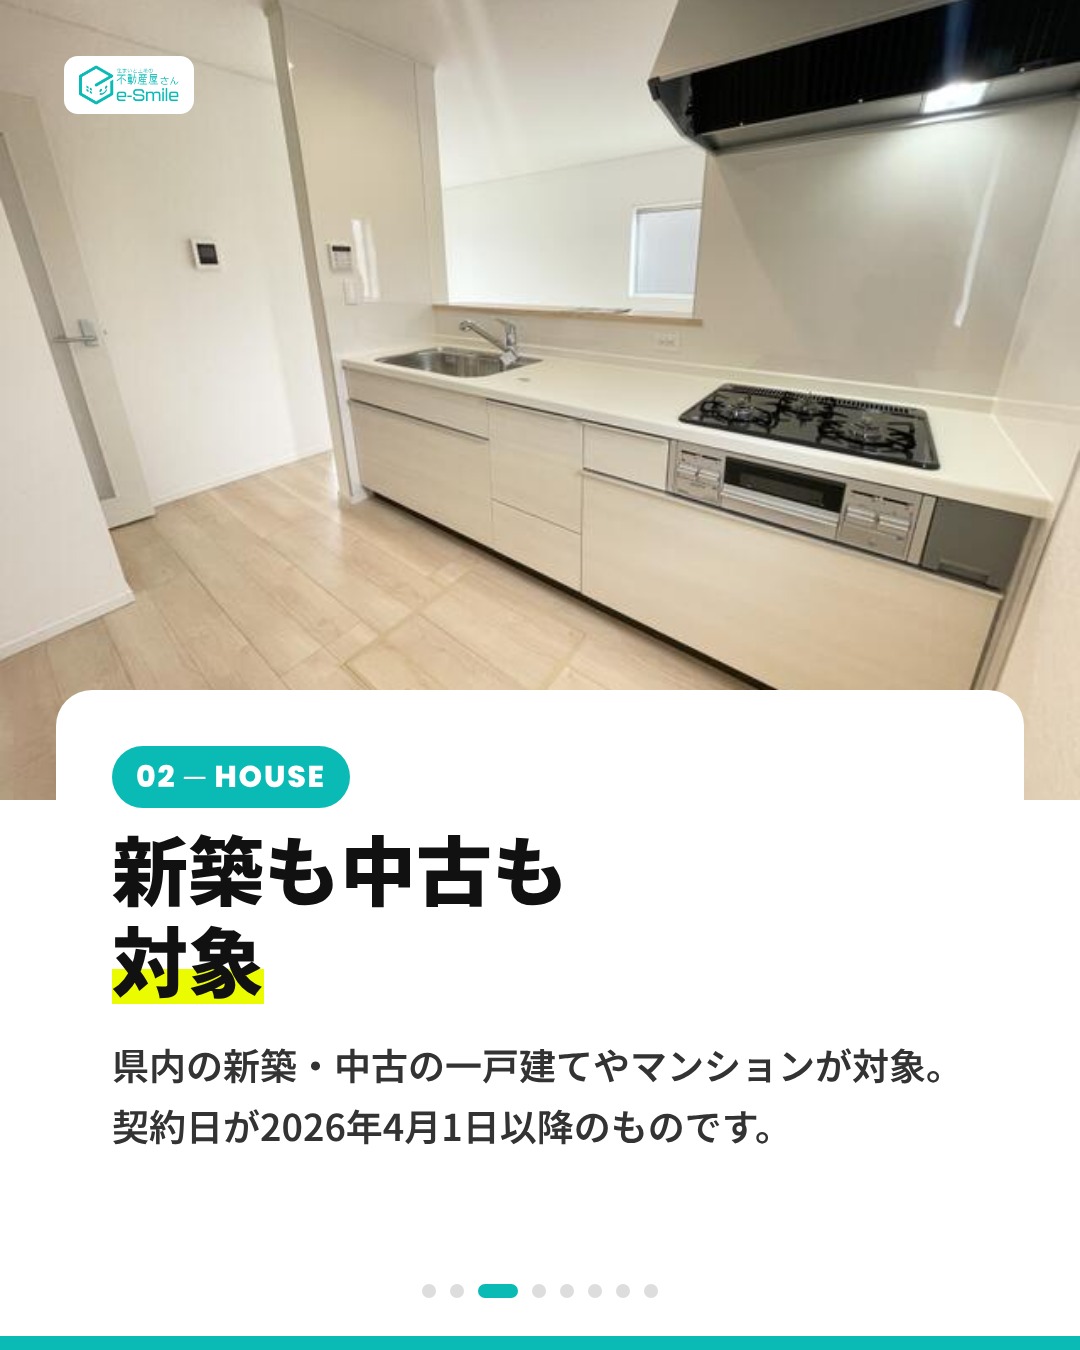 不動産屋さん
e-Smile
02 — HOUSE
新築も中古も
対象
県内の新築・中古の一戸建てやマンションが対象。
契約日が2026年4月1日以降のものです。